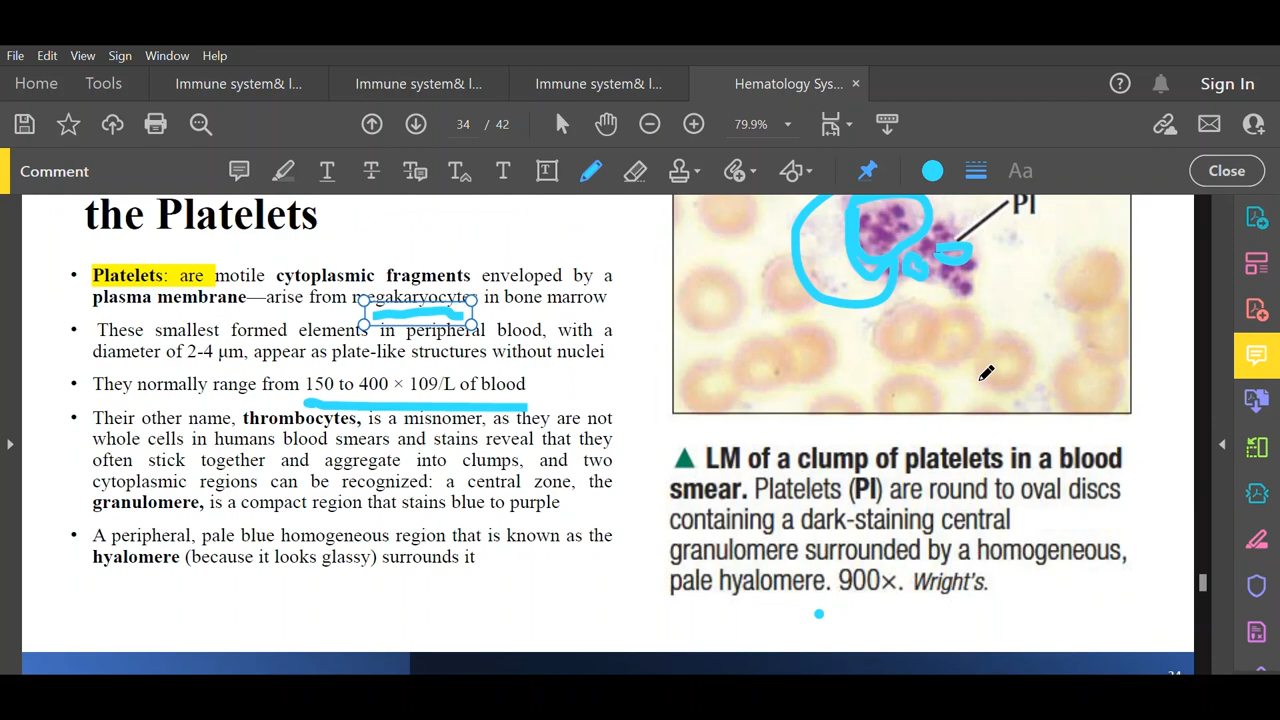 File Edit View Sign Window Help
Home Tools Immune system& l... Immune system& l... Immune system& l... Hematology Sys... × Sign In
34 / 42 79.9%
Comment Aa Close
the Platelets
• Platelets: are motile cytoplasmic fragments enveloped by a
plasma membrane—arise from megakaryocytes in bone marrow
• These smallest formed elements in peripheral blood, with a
diameter of 2-4 μm, appear as plate-like structures without nuclei
• They normally range from 150 to 400 × 109/L of blood
• Their other name, thrombocytes, is a misnomer, as they are not
whole cells in humans blood smears and stains reveal that they
often stick together and aggregate into clumps, and two
cytoplasmic regions can be recognized: a central zone, the
granulomere, is a compact region that stains blue to purple
• A peripheral, pale blue homogeneous region that is known as the
hyalomere (because it looks glassy) surrounds it
PI
▲ LM of a clump of platelets in a blood
smear. Platelets (PI) are round to oval discs
containing a dark-staining central
granulomere surrounded by a homogeneous,
pale hyalomere. 900×. Wright's.
34